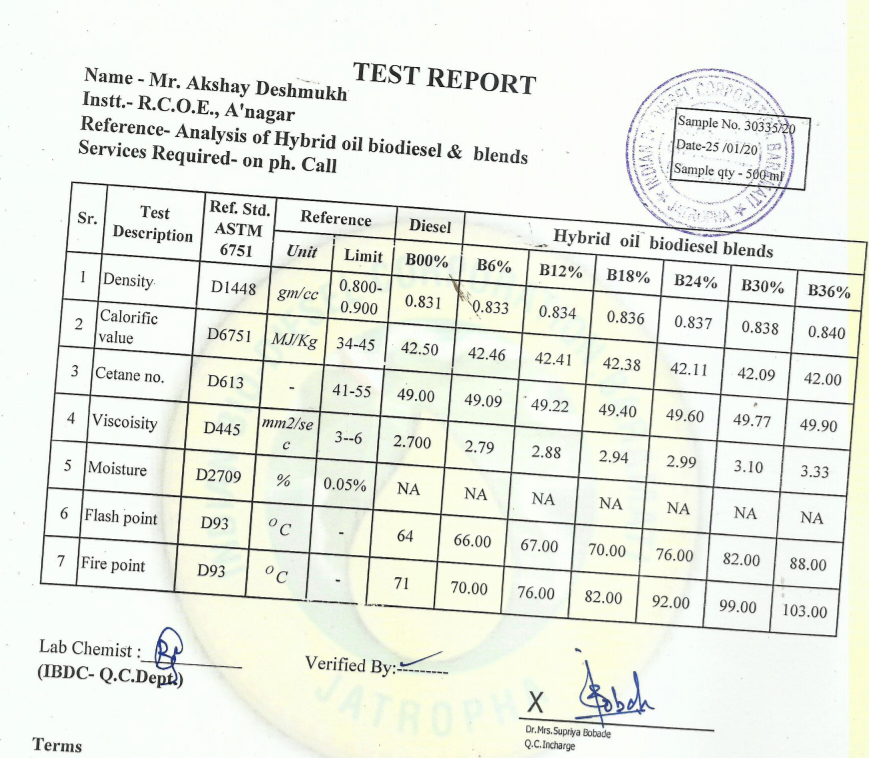 TEST REPORT
Name - Mr. Akshay Deshmukh
Instt.- R.C.O.E., A'nagar
Reference- Analysis of Hybrid oil biodiesel & blends
Services Required- on ph. Call
Sample No. 30335/20
Date-25 /01/20
Sample qty - 500 ml
Sr. Test Description Ref. Std. ASTM 6751 Reference Diesel Hybrid oil biodiesel blends
Unit Limit B00% B6% B12% B18% B24% B30% B36%
1 Density D1448 gm/cc 0.800-0.900 0.831 0.833 0.834 0.836 0.837 0.838 0.840
2 Calorific value D6751 MJ/Kg 34-45 42.50 42.46 42.41 42.38 42.11 42.09 42.00
3 Cetane no. D613 - 41-55 49.00 49.09 49.22 49.40 49.60 49.77 49.90
4 Viscoisity D445 mm2/sec 3--6 2.700 2.79 2.88 2.94 2.99 3.10 3.33
5 Moisture D2709 % 0.05% NA NA NA NA NA NA NA
6 Flash point D93 °C - 64 66.00 67.00 70.00 76.00 82.00 88.00
7 Fire point D93 °C - 71 70.00 76.00 82.00 92.00 99.00 103.00
Lab Chemist :
(IBDC- Q.C.Dept.)
Verified By:---------
X Bobade
Dr.Mrs.Supriya Bobade
Q.C.Incharge
JATROPHA
Terms